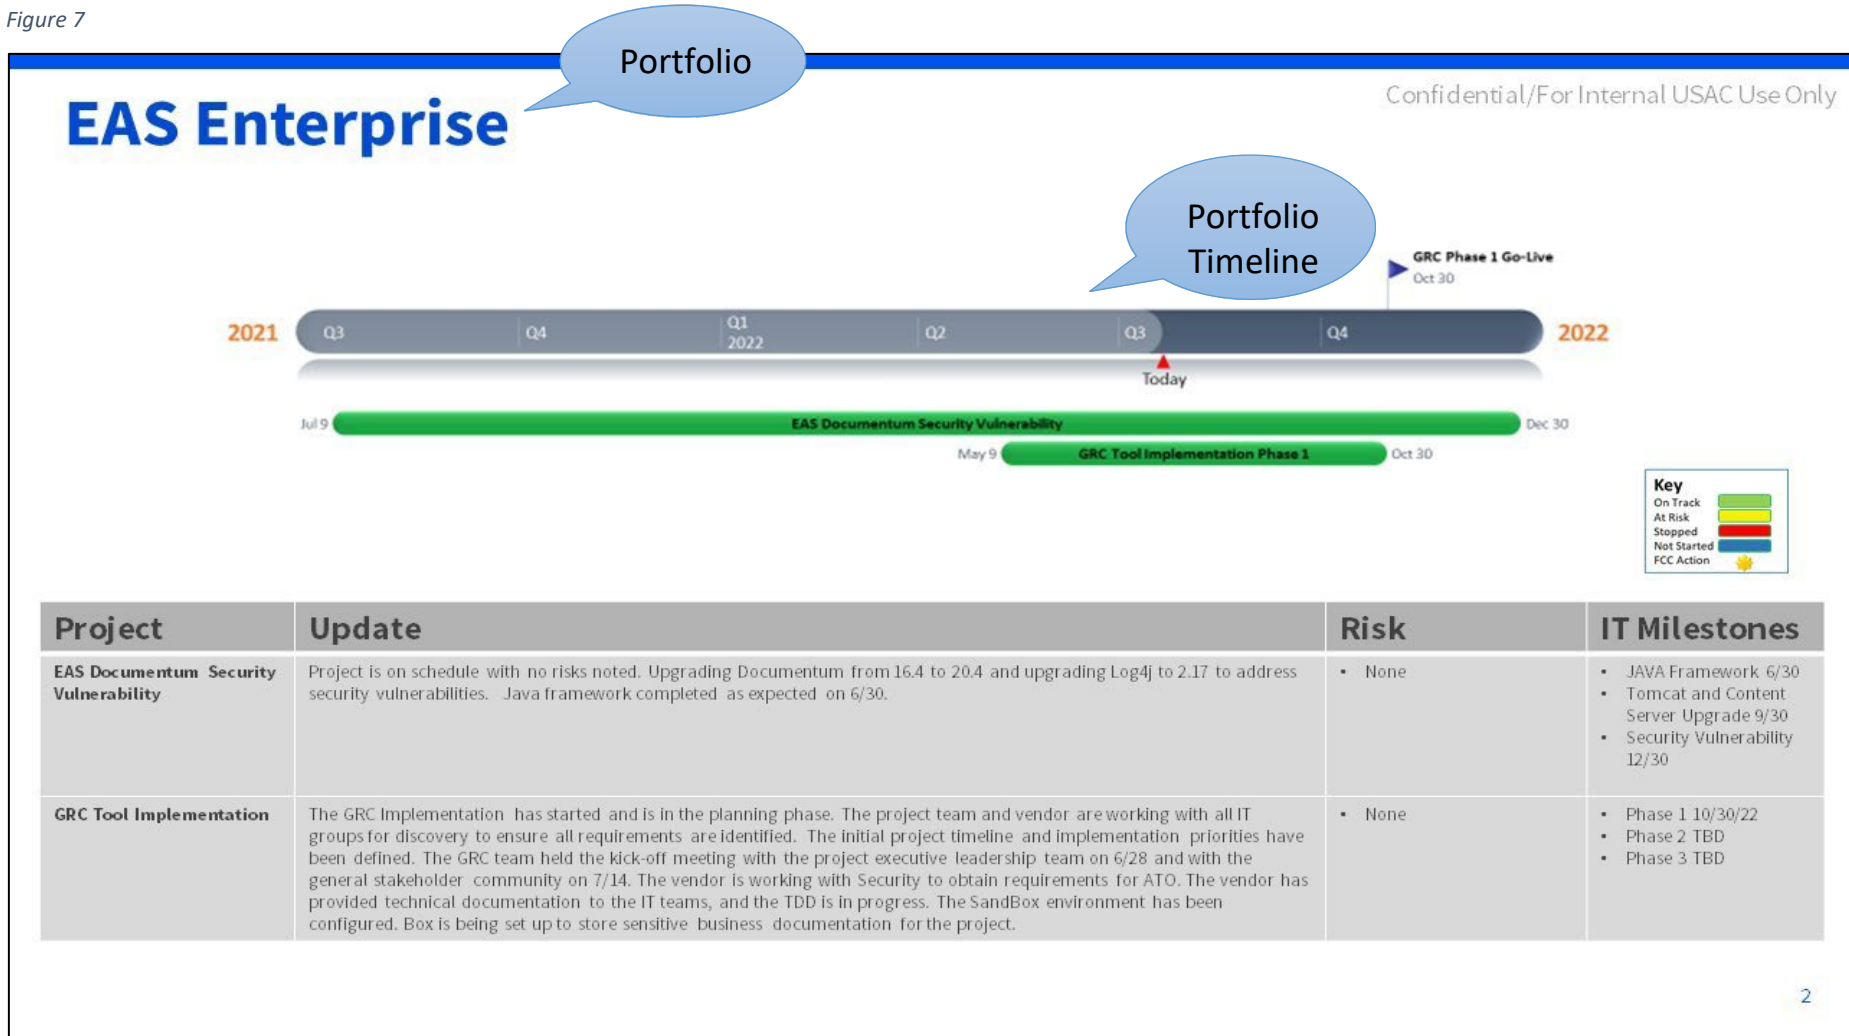 Figure 7
Portfolio
Confidential/For Internal USAC Use Only
EAS Enterprise
Portfolio
Timeline
GRC Phase 1 Go-Live
Oct 30
2021
Q3
Q4
Q1
2022
Q2
Q3
Q4
2022
Today
Jul 9
EAS Documentum Security Vulnerability
Dec 30
May 9
GRC Tool Implementation Phase 1
Oct 30
Key
On Track
At Risk
Stopped
Not Started
FCC Action
Project
Update
Risk
IT Milestones
EAS Documentum Security
Vulnerability
Project is on schedule with no risks noted. Upgrading Documentum from 16.4 to 20.4 and upgrading Log4j to 2.17 to address
security vulnerabilities. Java framework completed as expected on 6/30.
• None
• JAVA Framework 6/30
• Tomcat and Content
Server Upgrade 9/30
• Security Vulnerability
12/30
GRC Tool Implementation
The GRC Implementation has started and is in the planning phase. The project team and vendor are working with all IT
groups for discovery to ensure all requirements are identified. The initial project timeline and implementation priorities have
been defined. The GRC team held the kick-off meeting with the project executive leadership team on 6/28 and with the
general stakeholder community on 7/14. The vendor is working with Security to obtain requirements for ATO. The vendor has
provided technical documentation to the IT teams, and the TDD is in progress. The SandBox environment has been
configured. Box is being set up to store sensitive business documentation for the project.
• None
• Phase 1 10/30/22
• Phase 2 TBD
• Phase 3 TBD
2